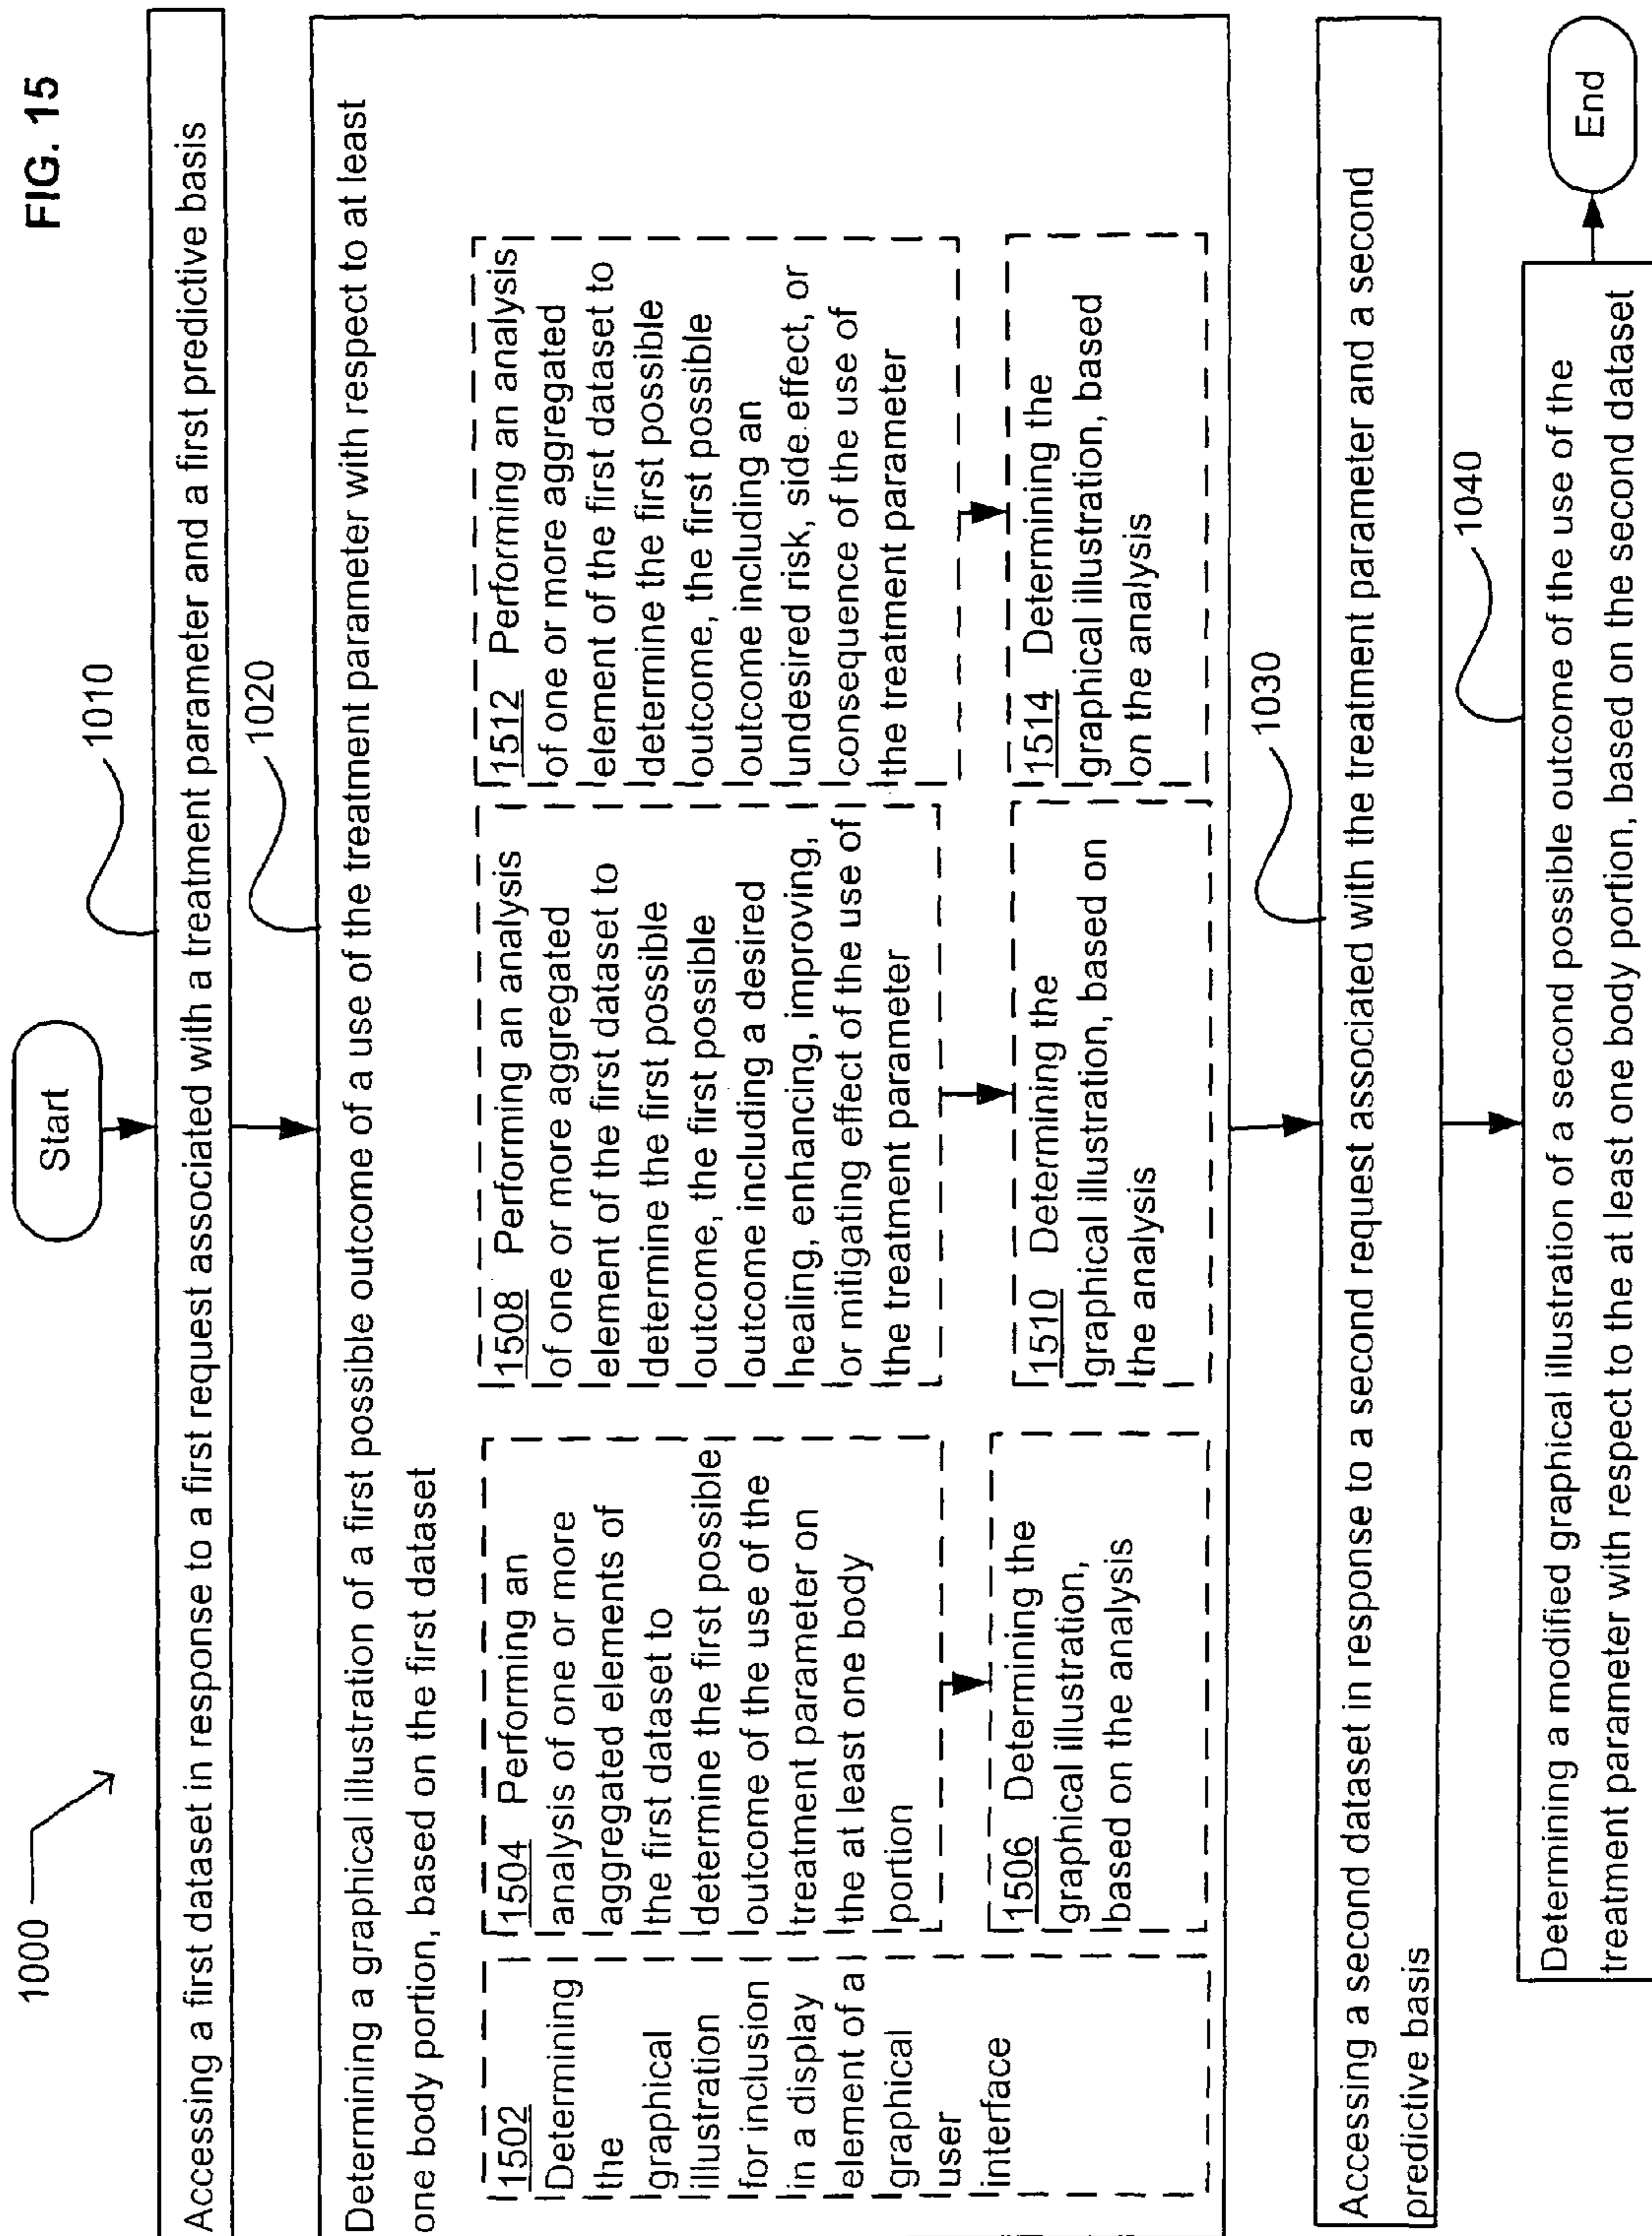 FIG. 15
1000
Start
1010
Accessing a first dataset in response to a first request associated with a treatment parameter and a first predictive basis
1020
Determining a graphical illustration of a first possible outcome of a use of the treatment parameter with respect to at least
one body portion, based on the first dataset
1502
Determining
the
graphical
illustration
for inclusion
in a display
element of a
graphical
user
interface
1504 Performing an
analysis of one or more
aggregated elements of
the first dataset to
determine the first possible
outcome of the use of the
treatment parameter on
the at least one body
portion
1506 Determining the
graphical illustration,
based on the analysis
1508 Performing an analysis
of one or more aggregated
element of the first dataset to
determine the first possible
outcome, the first possible
outcome including a desired
healing, enhancing, improving,
or mitigating effect of the use of
the treatment parameter
1510 Determining the
graphical illustration, based on
the analysis
1512 Performing an analysis
of one or more aggregated
element of the first dataset to
determine the first possible
outcome, the first possible
outcome including an
undesired risk, side effect, or
consequence of the use of
the treatment parameter
1514 Determining the
graphical illustration, based
on the analysis
1030
Accessing a second dataset in response to a second request associated with the treatment parameter and a second
predictive basis
1040
Determining a modified graphical illustration of a second possible outcome of the use of the
treatment parameter with respect to the at least one body portion, based on the second dataset
End